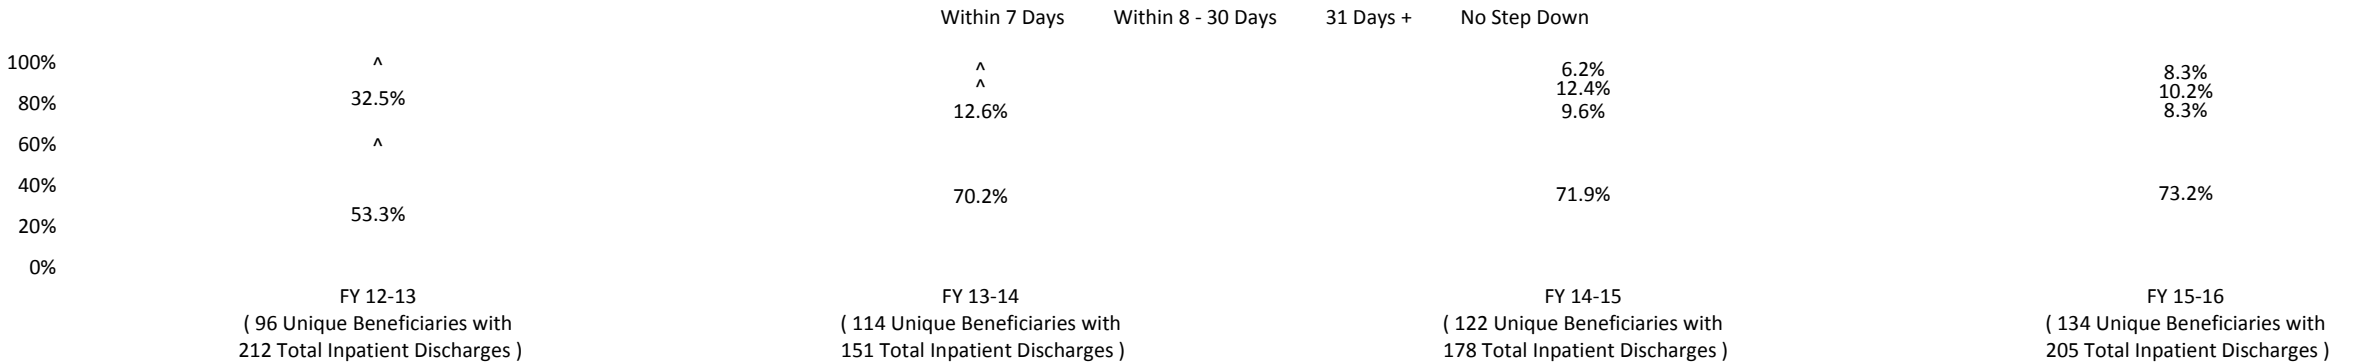 Within 7 Days Within 8 - 30 Days 31 Days + No Step Down
100%
80%
60%
40%
20%
0%
^
32.5%
^
53.3%
^
^
12.6%
70.2%
6.2%
12.4%
9.6%
71.9%
8.3%
10.2%
8.3%
73.2%
FY 12-13
( 96 Unique Beneficiaries with
212 Total Inpatient Discharges )
FY 13-14
( 114 Unique Beneficiaries with
151 Total Inpatient Discharges )
FY 14-15
( 122 Unique Beneficiaries with
178 Total Inpatient Discharges )
FY 15-16
( 134 Unique Beneficiaries with
205 Total Inpatient Discharges )